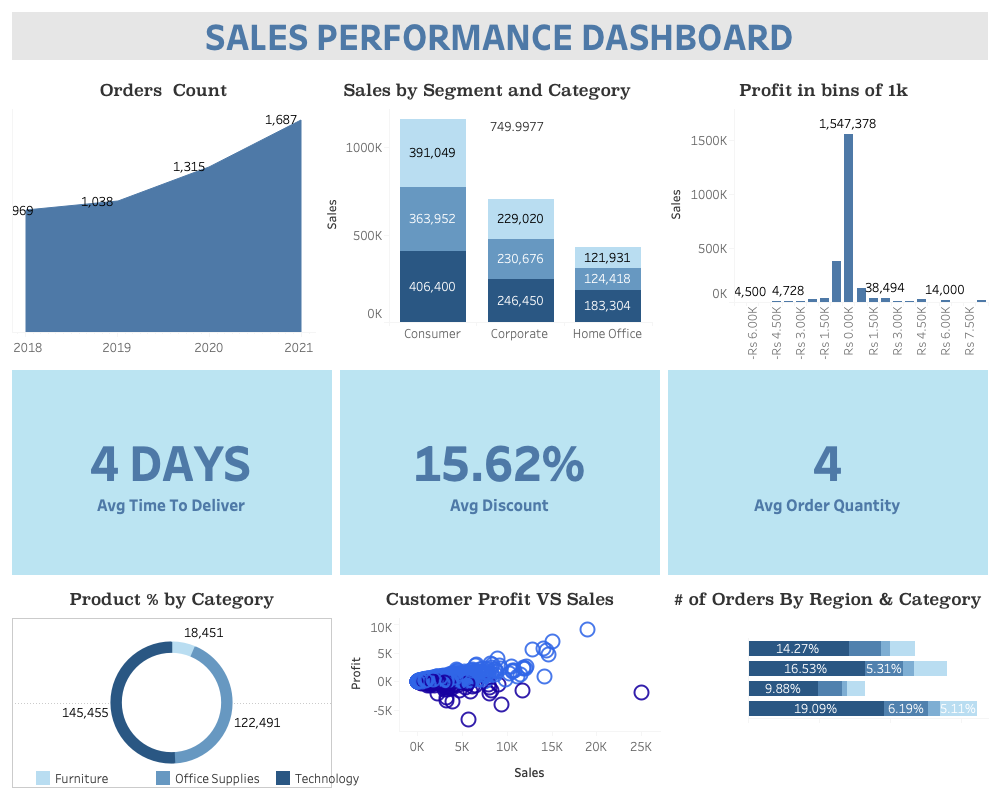 SALES PERFORMANCE DASHBOARD
Orders  Count
1,687
1,315
1,038
969
2018
2019
2020
2021
Sales by Segment and Category
Sales
1000K
500K
0K
749.9977
391,049
363,952
406,400
229,020
230,676
246,450
121,931
124,418
183,304
Consumer
Corporate
Home Office
Profit in bins of 1k
Sales
1500K
1000K
500K
0K
1,547,378
4,500
4,728
38,494
14,000
-Rs 6.00K
-Rs 4.50K
-Rs 3.00K
-Rs 1.50K
Rs 0.00K
Rs 1.50K
Rs 3.00K
Rs 4.50K
Rs 6.00K
Rs 7.50K
4 DAYS
Avg Time To Deliver
15.62%
Avg Discount
4
Avg Order Quantity
Product % by Category
18,451
145,455
122,491
Furniture
Office Supplies
Technology
Customer Profit VS Sales
Profit
10K
5K
0K
-5K
0K
5K
10K
15K
20K
25K
Sales
# of Orders By Region & Category
14.27%
16.53%
5.31%
9.88%
19.09%
6.19%
5.11%